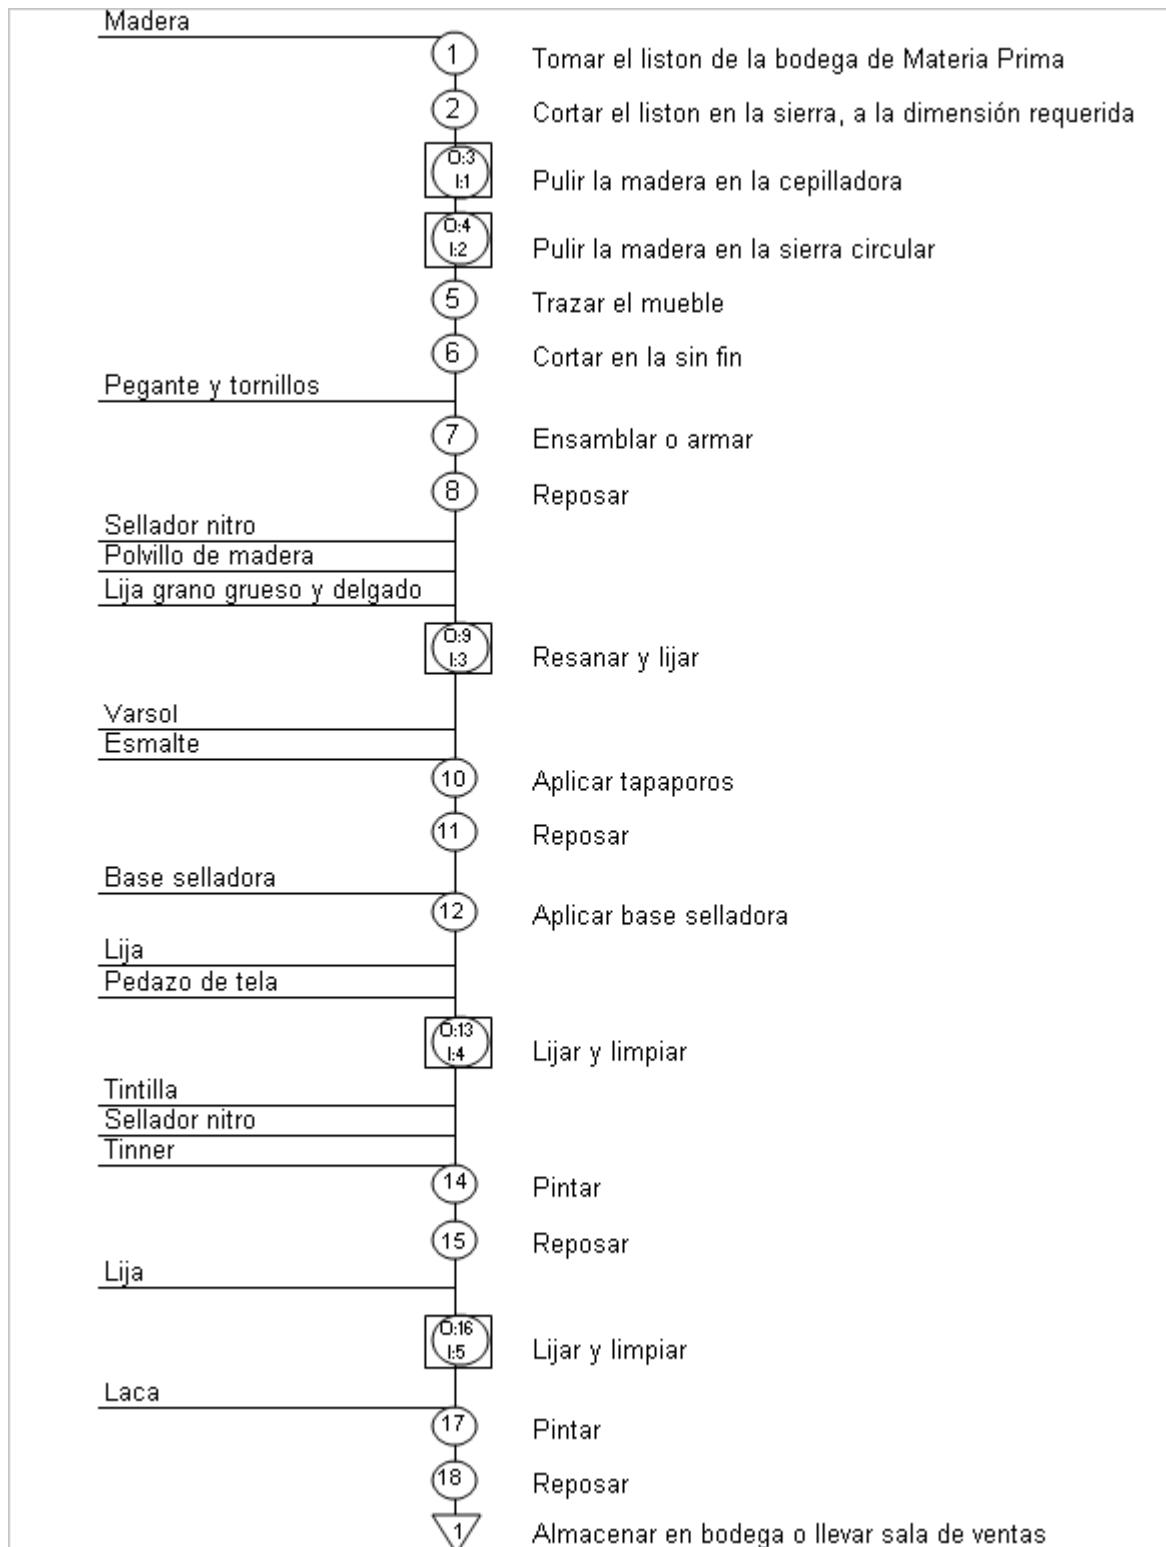 Madera
1
Tomar el liston de la bodega de Materia Prima
2
Cortar el liston en la sierra, a la dimensión requerida
O:3
I:1
Pulir la madera en la cepilladora
O:4
I:2
Pulir la madera en la sierra circular
5
Trazar el mueble
6
Cortar en la sin fin
Pegante y tornillos
7
Ensamblar o armar
8
Reposar
Sellador nitro
Polvillo de madera
Lija grano grueso y delgado
O:9
I:3
Resanar y lijar
Varsol
Esmalte
10
Aplicar tapaporos
11
Reposar
Base selladora
12
Aplicar base selladora
Lija
Pedazo de tela
O:13
I:4
Lijar y limpiar
Tintilla
Sellador nitro
Tinner
14
Pintar
15
Reposar
Lija
O:16
I:5
Lijar y limpiar
Laca
17
Pintar
18
Reposar
1
Almacenar en bodega o llevar sala de ventas